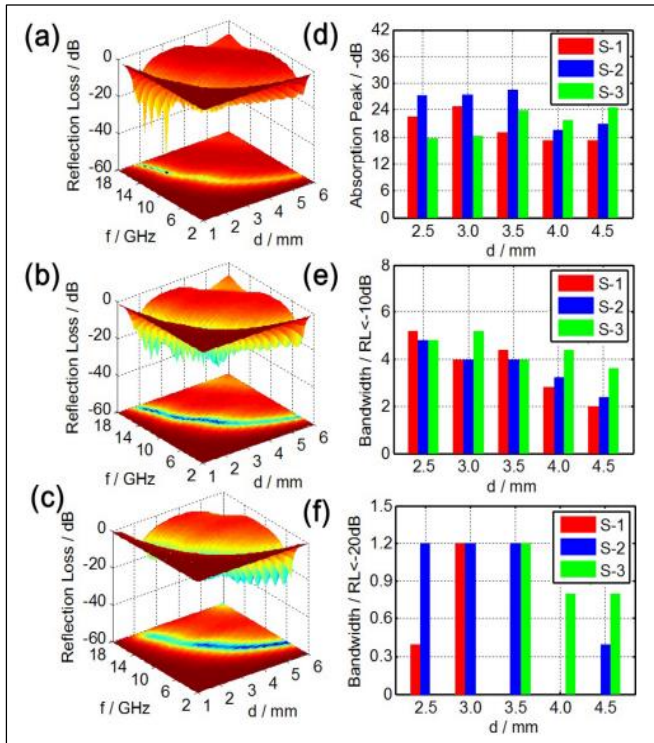 (a)
Reflection Loss / dB
0
-20
-40
-60
18
14
10
6
2
f / GHz
1
2
3
4
5
6
d / mm
(d)
Absorption Peak / -dB
42
36
30
24
18
12
6
0
S-1
S-2
S-3
2.5
3.0
3.5
4.0
4.5
d / mm
(b)
Reflection Loss / dB
0
-20
-40
-60
18
14
10
6
2
f / GHz
1
2
3
4
5
6
d / mm
(e)
Bandwidth / RL<-10dB
8
6
4
2
0
S-1
S-2
S-3
2.5
3.0
3.5
4.0
4.5
d / mm
(c)
Reflection Loss / dB
0
-20
-40
-60
18
14
10
6
2
f / GHz
1
2
3
4
5
6
d / mm
(f)
Bandwidth / RL<-20dB
1.5
1.2
0.9
0.6
0.3
0
S-1
S-2
S-3
2.5
3.0
3.5
4.0
4.5
d / mm